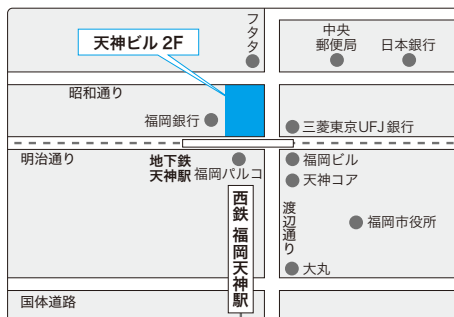 フタタ
中央
郵便局
日本銀行
天神ビル 2F
昭和通り
福岡銀行
三菱東京UFJ銀行
明治通り
地下鉄
天神駅
福岡パルコ
福岡ビル
天神コア
西鉄 福岡天神駅
渡辺通り
福岡市役所
大丸
国体道路